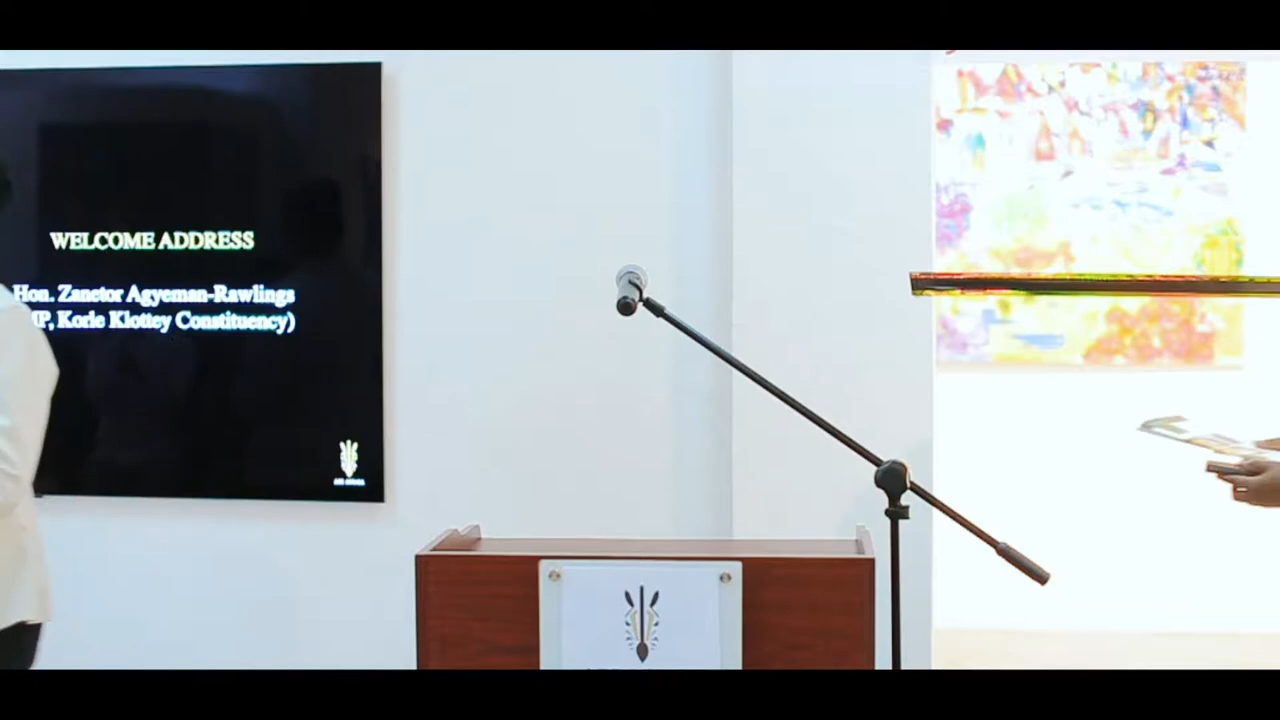 WELCOME ADDRESS
Hon. Zanetor Agyeman-Rawlings
Korle Klottey Constituency)